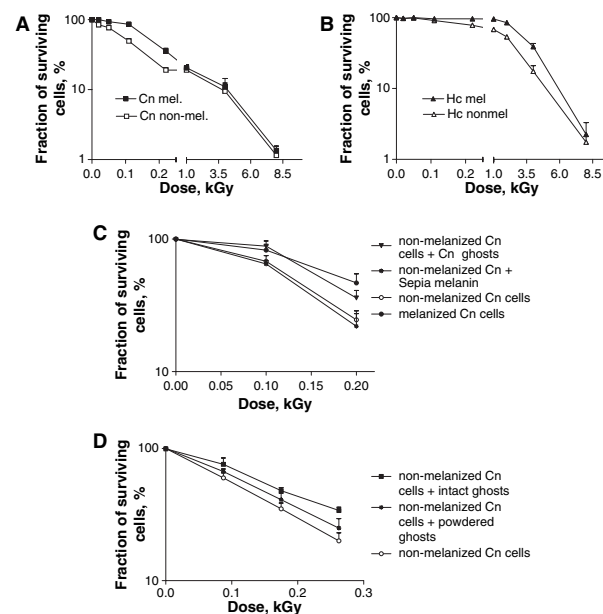 A
Fraction of surviving
cells, %
100
10
1
0.0
0.1
0.2
1.0
3.5
6.0
8.5
Dose, kGy
Cn mel.
Cn non-mel.
B
Fraction of surviving
cells, %
100
10
1
0.0
0.1
0.2
1.0
3.5
6.0
8.5
Dose, kGy
Hc mel
Hc nonmel
C
Fraction of surviving
cells, %
100
10
0.00
0.05
0.10
0.15
0.20
Dose, kGy
non-melanized Cn
cells + Cn ghosts
non-melanized Cn +
Sepia melanin
non-melanized Cn cells
melanized Cn cells
D
Fraction of surviving
cells, %
100
10
0.0
0.1
0.2
0.3
Dose, kGy
non-melanized Cn
cells + intact ghosts
non-melanized Cn
cells + powdered
ghosts
non-melanized Cn cells